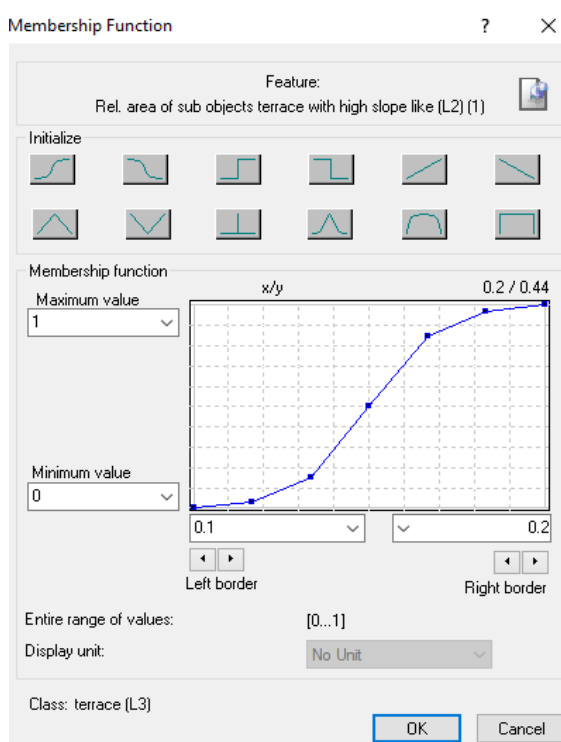 Membership Function ?
Feature:
Rel. area of sub objects terrace with high slope like (L2) (1)
Initialize
Membership function
x/y 0.2 / 0.44
Maximum value
1
Minimum value
0
0.1 0.2
Left border Right border
Entire range of values: [0...1]
Display unit: No Unit
Class: terrace (L3)
OK Cancel